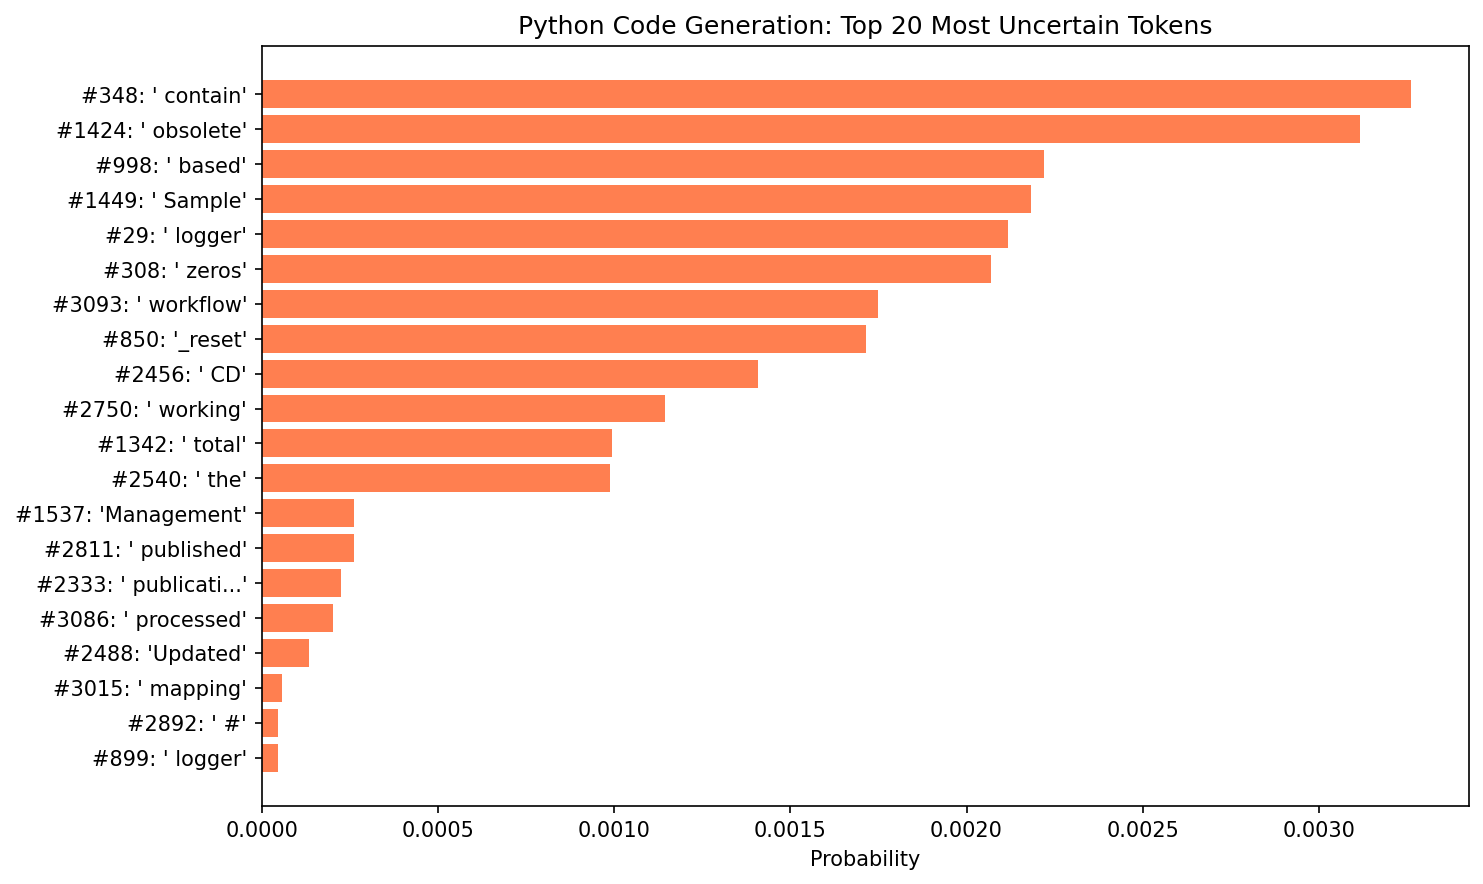 Python Code Generation: Top 20 Most Uncertain Tokens
#348: ' contain'
#1424: ' obsolete'
#998: ' based'
#1449: ' Sample'
#29: ' logger'
#308: ' zeros'
#3093: ' workflow'
#850: '_reset'
#2456: ' CD'
#2750: ' working'
#1342: ' total'
#2540: ' the'
#1537: 'Management'
#2811: ' published'
#2333: ' publicati...'
#3086: ' processed'
#2488: 'Updated'
#3015: ' mapping'
#2892: ' #'
#899: ' logger'
0.0000 0.0005 0.0010 0.0015 0.0020 0.0025 0.0030
Probability